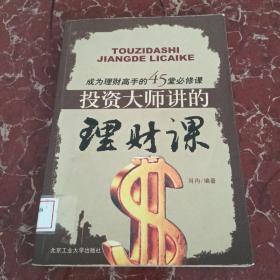 TOUZIDASHI
JIANGDE LICAIKE
成为理财高手的45堂必修课
投资大师讲的
理财课
编著
北京工业大学出版社